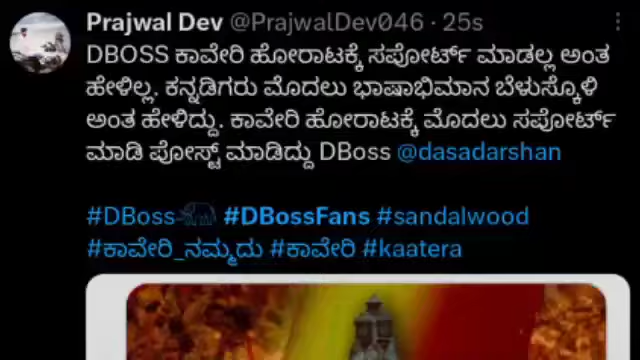 Prajwal Dev @PrajwalDev046 · 25s
DBOSS ಕಾವೇರಿ ಹೋರಾಟಕ್ಕೆ ಸಪೋರ್ಟ್ ಮಾಡಲ್ಲ ಅಂತ
ಹೇಳಿಲ್ಲ. ಕನ್ನಡಿಗರು ಮೊದಲು ಭಾಷಾಭಿಮಾನ ಬೆಳುಸ್ಕೊಳಿ
ಅಂತ ಹೇಳಿದ್ದು. ಕಾವೇರಿ ಹೋರಾಟಕ್ಕೆ ಮೊದಲು ಸಪೋರ್ಟ್
ಮಾಡಿ ಪೋಸ್ಟ್ ಮಾಡಿದ್ದು DBoss @dasadarshan
#DBoss #DBossFans #sandalwood
#ಕಾವೇರಿ_ನಮ್ಮದು #ಕಾವೇರಿ #kaatera